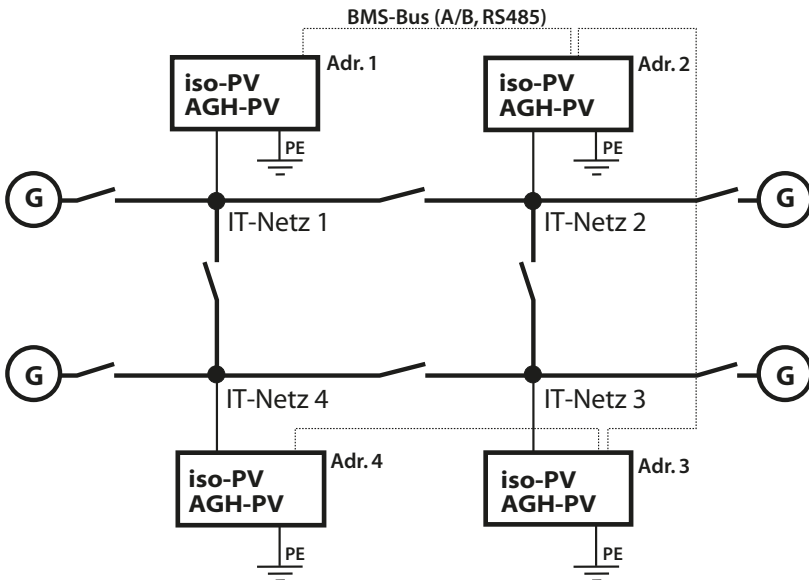 BMS-Bus (A/B, RS485)
Adr. 1
Adr. 2
iso-PV
AGH-PV
iso-PV
AGH-PV
PE
PE
G
G
IT-Netz 1
IT-Netz 2
G
G
IT-Netz 4
IT-Netz 3
Adr. 4
Adr. 3
iso-PV
AGH-PV
iso-PV
AGH-PV
PE
PE